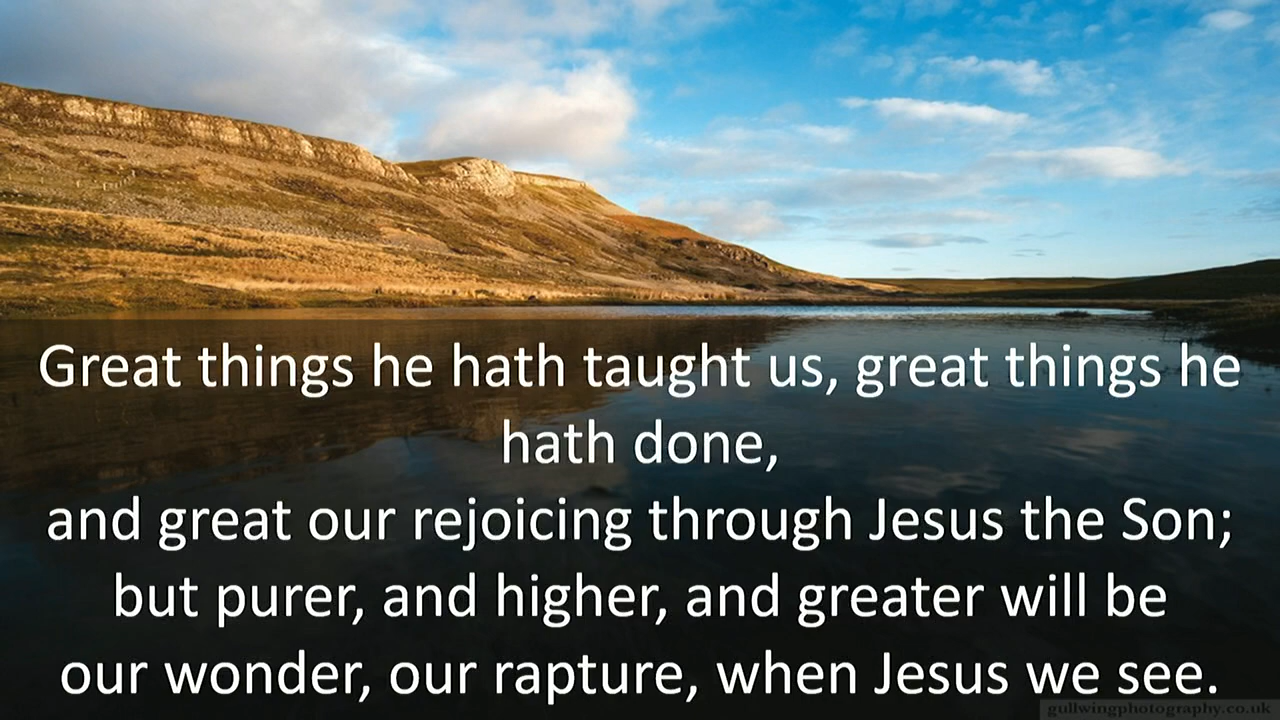 Great things he hath taught us, great things he
hath done,
and great our rejoicing through Jesus the Son;
but purer, and higher, and greater will be
our wonder, our rapture, when Jesus we see.
gullwingphotography.co.uk